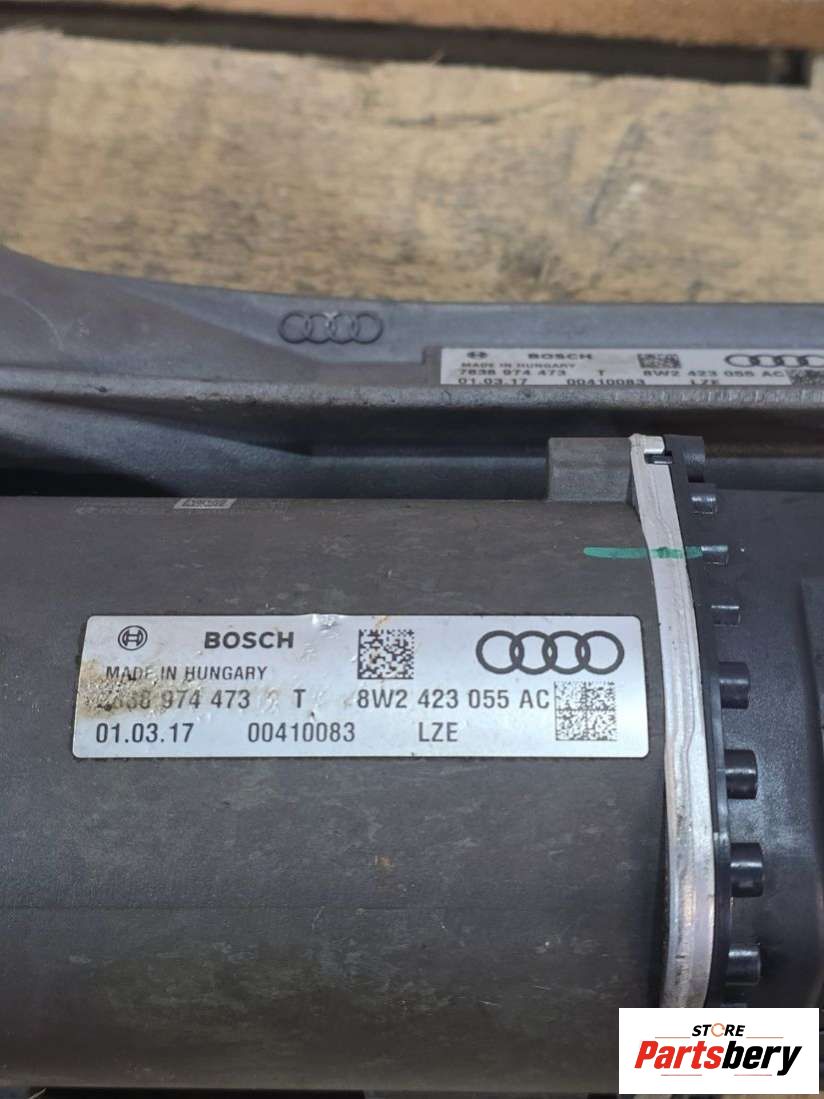 BOSCH
MADE IN HUNGARY
7838 974 473 T 8W2 423 055 AC
01.03.17 00410083 LZE
BOSCH
MADE IN HUNGARY
974 473 T 8W2 423 055 AC
01.03.17 00410083 LZE
STORE
Partsbery